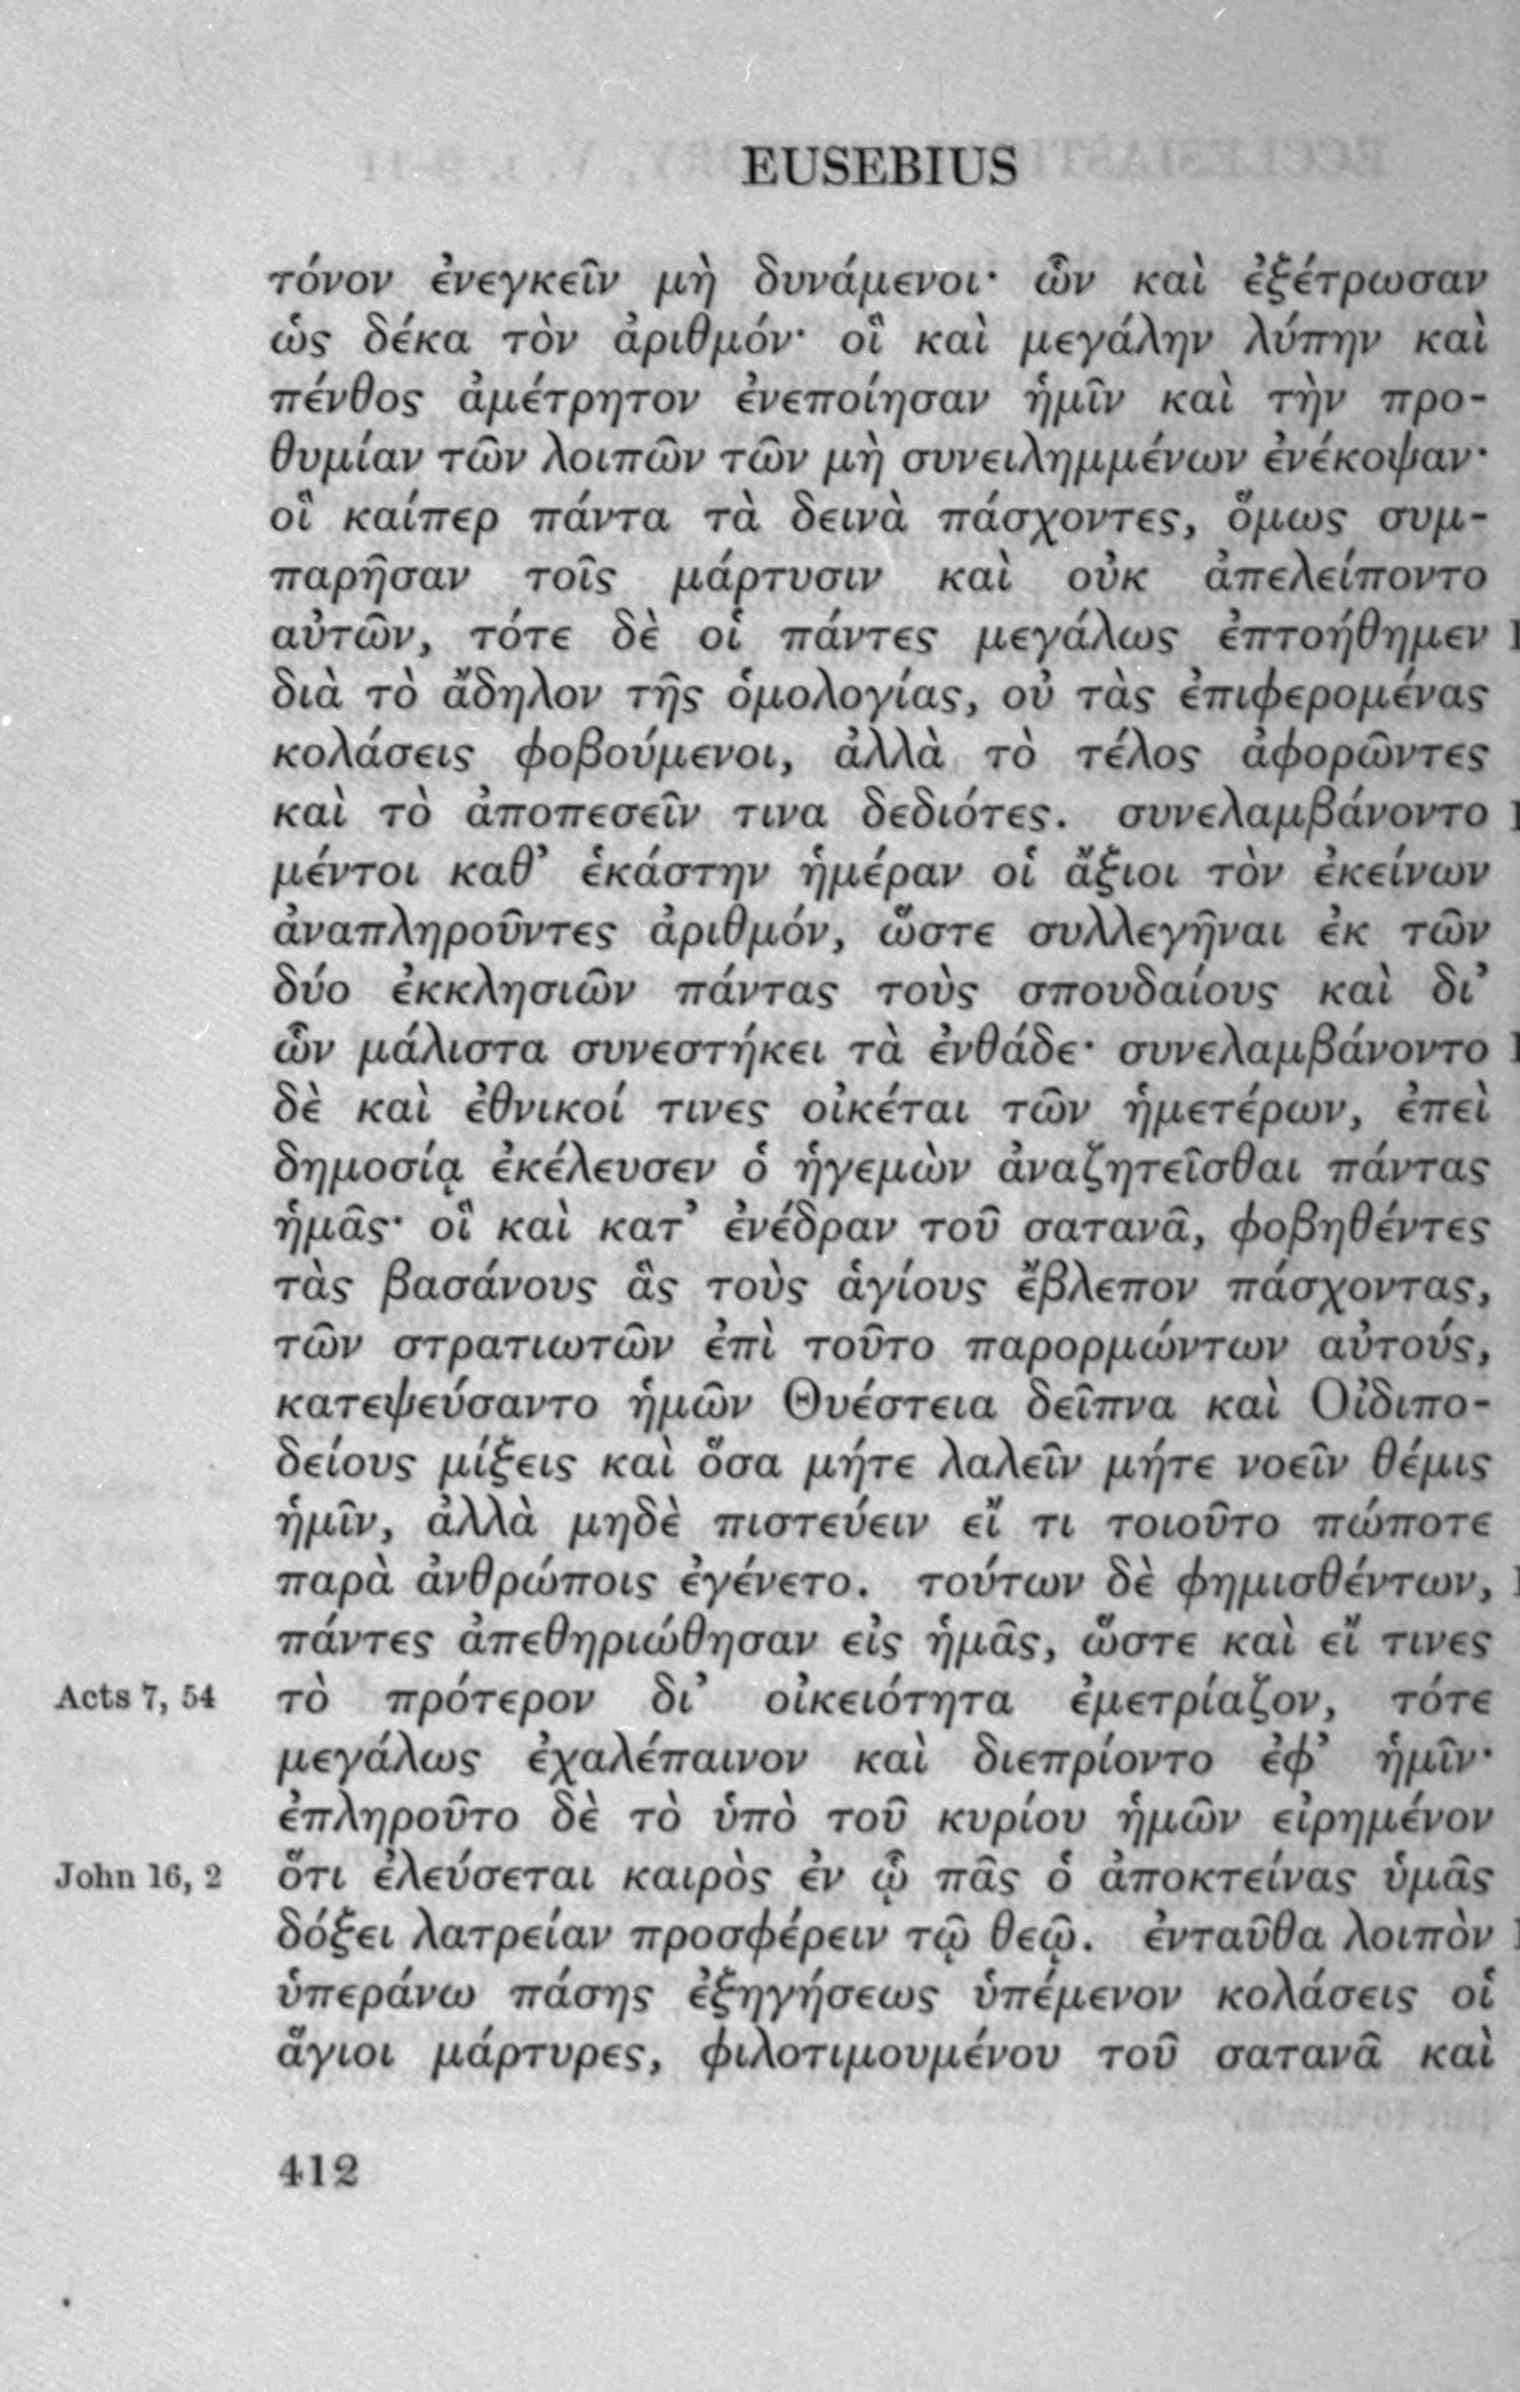 EUSEBIUS
τόνον ἐνεγκεῖν μὴ δυνάμενοι· ὧν καὶ ἐξέτρωσαν
ὡς δέκα τὸν ἀριθμόν· οἳ καὶ μεγάλην λύπην καὶ
πένθος ἀμέτρητον ἐνεποίησαν ἡμῖν καὶ τὴν προ-
θυμίαν τῶν λοιπῶν τῶν μὴ συνειλημμένων ἐνέκοψαν·
οἳ καίπερ πάντα τὰ δεινὰ πάσχοντες, ὅμως συμ-
παρῆσαν τοῖς μάρτυσιν καὶ οὐκ ἀπελείποντο
αὐτῶν, τότε δὲ οἱ πάντες μεγάλως ἐπτοήθημεν
διὰ τὸ ἄδηλον τῆς ὁμολογίας, οὐ τὰς ἐπιφερομένας
κολάσεις φοβούμενοι, ἀλλὰ τὸ τέλος ἀφορῶντες
καὶ τὸ ἀποπεσεῖν τινα δεδιότες. συνελαμβάνοντο
μέντοι καθ’ ἑκάστην ἡμέραν οἱ ἄξιοι τὸν ἐκείνων
ἀναπληροῦντες ἀριθμόν, ὥστε συλλεγῆναι ἐκ τῶν
δύο ἐκκλησιῶν πάντας τοὺς σπουδαίους καὶ δι’
ὧν μάλιστα συνεστήκει τὰ ἐνθάδε· συνελαμβάνοντο
δὲ καὶ ἐθνικοί τινες οἰκέται τῶν ἡμετέρων, ἐπεὶ
δημοσίᾳ ἐκέλευσεν ὁ ἡγεμὼν ἀναζητεῖσθαι πάντας
ἡμᾶς· οἳ καὶ κατ’ ἐνέδραν τοῦ σατανᾶ, φοβηθέντες
τὰς βασάνους ἃς τοὺς ἁγίους ἔβλεπον πάσχοντας,
τῶν στρατιωτῶν ἐπὶ τοῦτο παρορμώντων αὐτούς,
κατεψεύσαντο ἡμῶν Θυέστεια δεῖπνα καὶ Οἰδιπο-
δείους μίξεις καὶ ὅσα μήτε λαλεῖν μήτε νοεῖν θέμις
ἡμῖν, ἀλλὰ μηδὲ πιστεύειν εἴ τι τοιοῦτο πώποτε
παρὰ ἀνθρώποις ἐγένετο. τούτων δὲ φημισθέντων,
πάντες ἀπεθηριώθησαν εἰς ἡμᾶς, ὥστε καὶ εἴ τινες
Acts 7, 54 τὸ πρότερον δι’ οἰκειότητα ἐμετρίαζον, τότε
μεγάλως ἐχαλέπαινον καὶ διεπρίοντο ἐφ’ ἡμῖν·
ἐπληροῦτο δὲ τὸ ὑπὸ τοῦ κυρίου ἡμῶν εἰρημένον
John 16, 2 ὅτι ἐλεύσεται καιρὸς ἐν ᾧ πᾶς ὁ ἀποκτείνας ὑμᾶς
δόξει λατρείαν προσφέρειν τῷ θεῷ. ἐνταῦθα λοιπὸν
ὑπεράνω πάσης ἐξηγήσεως ὑπέμενον κολάσεις οἱ
ἅγιοι μάρτυρες, φιλοτιμουμένου τοῦ σατανᾶ καὶ
412